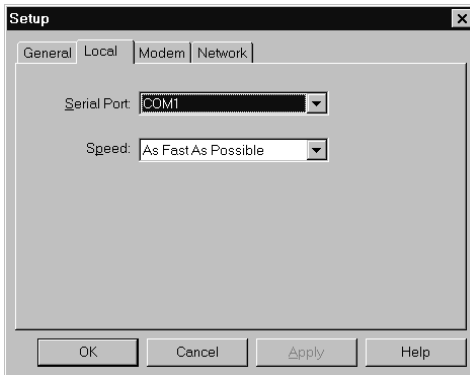 Setup
General Local Modem Network
Serial Port: COM1
Speed: As Fast As Possible
OK Cancel Apply Help